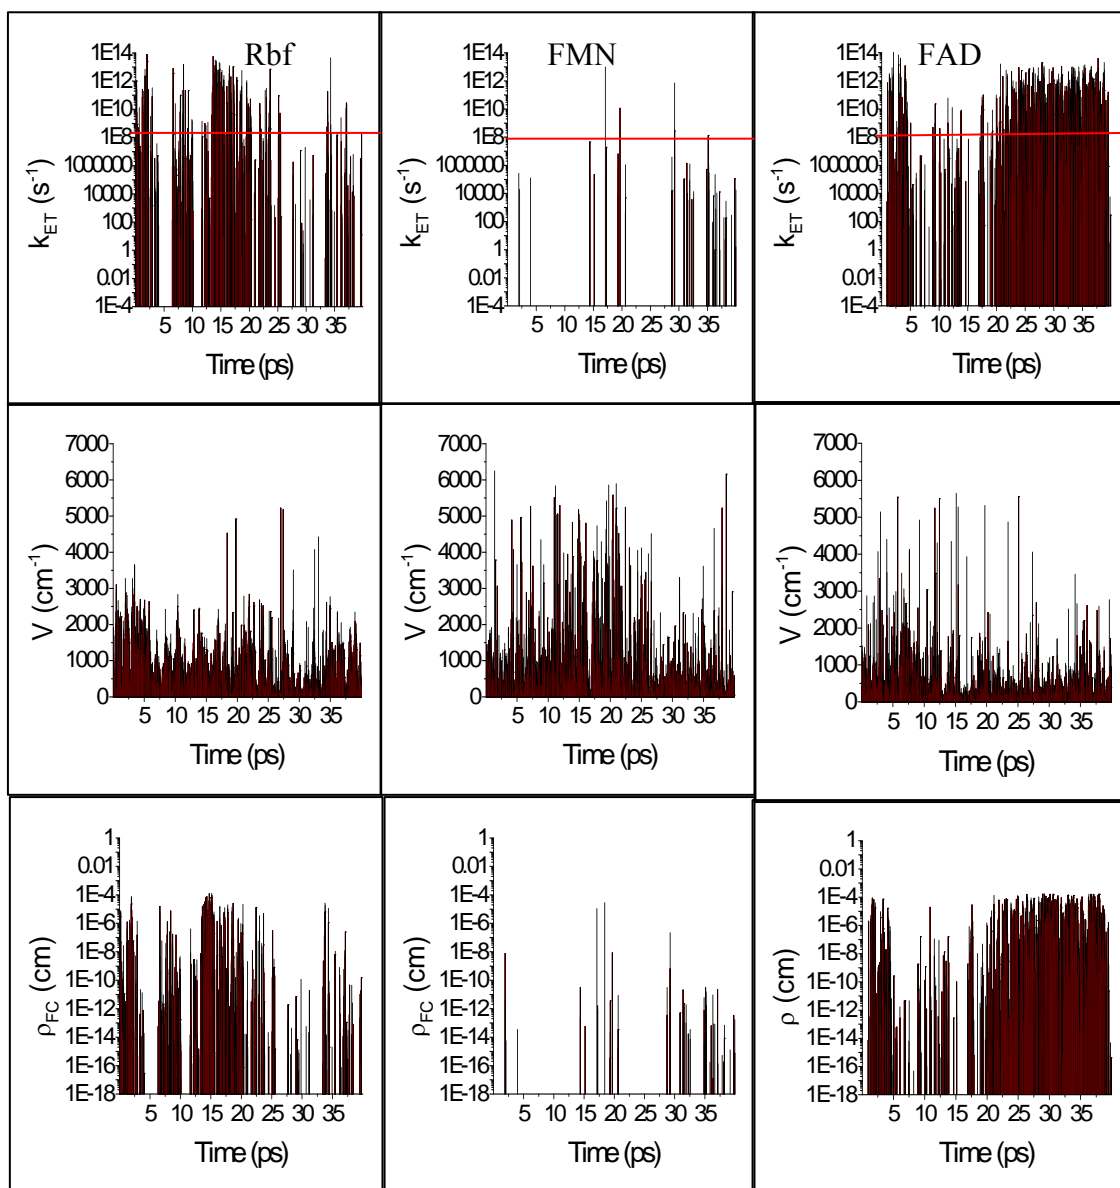 Rbf
1E14
1E12
1E10
1E8
1000000
10000
100
1
0.01
1E-4
k_ET (s⁻¹)
5 10 15 20 25 30 35
Time (ps)
FMN
1E14
1E12
1E10
1E8
1000000
10000
100
1
0.01
1E-4
k_ET (s⁻¹)
5 10 15 20 25 30 35
Time (ps)
FAD
1E14
1E12
1E10
1E8
1000000
10000
100
1
0.01
1E-4
k_ET (s⁻¹)
5 10 15 20 25 30 35
Time (ps)
7000
6000
5000
4000
3000
2000
1000
0
V (cm⁻¹)
5 10 15 20 25 30 35
Time (ps)
7000
6000
5000
4000
3000
2000
1000
0
V (cm⁻¹)
5 10 15 20 25 30 35
Time (ps)
7000
6000
5000
4000
3000
2000
1000
0
V (cm⁻¹)
5 10 15 20 25 30 35
Time (ps)
1
0.01
1E-4
1E-6
1E-8
1E-10
1E-12
1E-14
1E-16
1E-18
ρ_FC (cm)
5 10 15 20 25 30 35
Time (ps)
1
0.01
1E-4
1E-6
1E-8
1E-10
1E-12
1E-14
1E-16
1E-18
ρ_FC (cm)
5 10 15 20 25 30 35
Time (ps)
1
0.01
1E-4
1E-6
1E-8
1E-10
1E-12
1E-14
1E-16
1E-18
ρ (cm)
5 10 15 20 25 30 35
Time (ps)